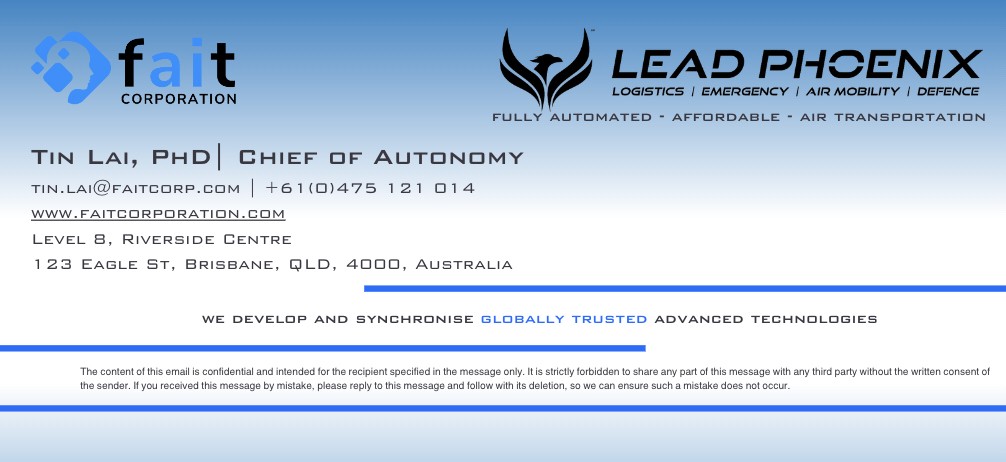 fait
CORPORATION
LEAD PHOENIX
LOGISTICS | EMERGENCY | AIR MOBILITY | DEFENCE
FULLY AUTOMATED - AFFORDABLE - AIR TRANSPORTATION
TIN LAI, PHD| CHIEF OF AUTONOMY
TIN.LAI@FAITCORP.COM | +61(0)475 121 014
WWW.FAITCORPORATION.COM
LEVEL 8, RIVERSIDE CENTRE
123 EAGLE ST, BRISBANE, QLD, 4000, AUSTRALIA
WE DEVELOP AND SYNCHRONISE GLOBALLY TRUSTED ADVANCED TECHNOLOGIES
The content of this email is confidential and intended for the recipient specified in the message only. It is strictly forbidden to share any part of this message with any third party without the written consent of
the sender. If you received this message by mistake, please reply to this message and follow with its deletion, so we can ensure such a mistake does not occur.